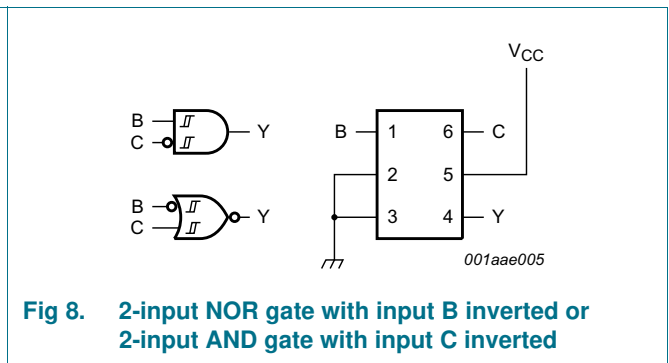 V_CC
B
C
Y
B 1 6 C
2 5
B
C
Y
3 4 Y
001aae005
Fig 8. 2-input NOR gate with input B inverted or
2-input AND gate with input C inverted